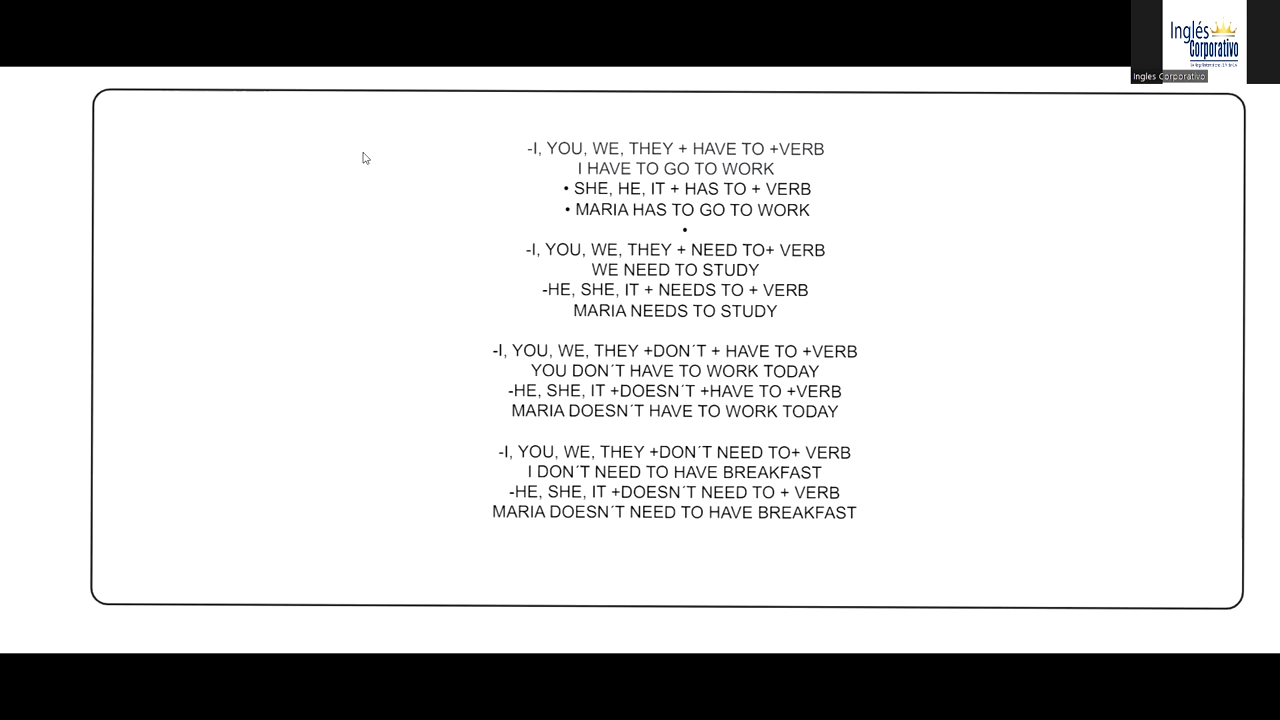 Inglés
Corporativo
Ingles Corporativo
-I, YOU, WE, THEY + HAVE TO +VERB
I HAVE TO GO TO WORK
• SHE, HE, IT + HAS TO + VERB
• MARIA HAS TO GO TO WORK
•
-I, YOU, WE, THEY + NEED TO+ VERB
WE NEED TO STUDY
-HE, SHE, IT + NEEDS TO + VERB
MARIA NEEDS TO STUDY
-I, YOU, WE, THEY +DON´T + HAVE TO +VERB
YOU DON´T HAVE TO WORK TODAY
-HE, SHE, IT +DOESN´T +HAVE TO +VERB
MARIA DOESN´T HAVE TO WORK TODAY
-I, YOU, WE, THEY +DON´T NEED TO+ VERB
I DON´T NEED TO HAVE BREAKFAST
-HE, SHE, IT +DOESN´T NEED TO + VERB
MARIA DOESN´T NEED TO HAVE BREAKFAST